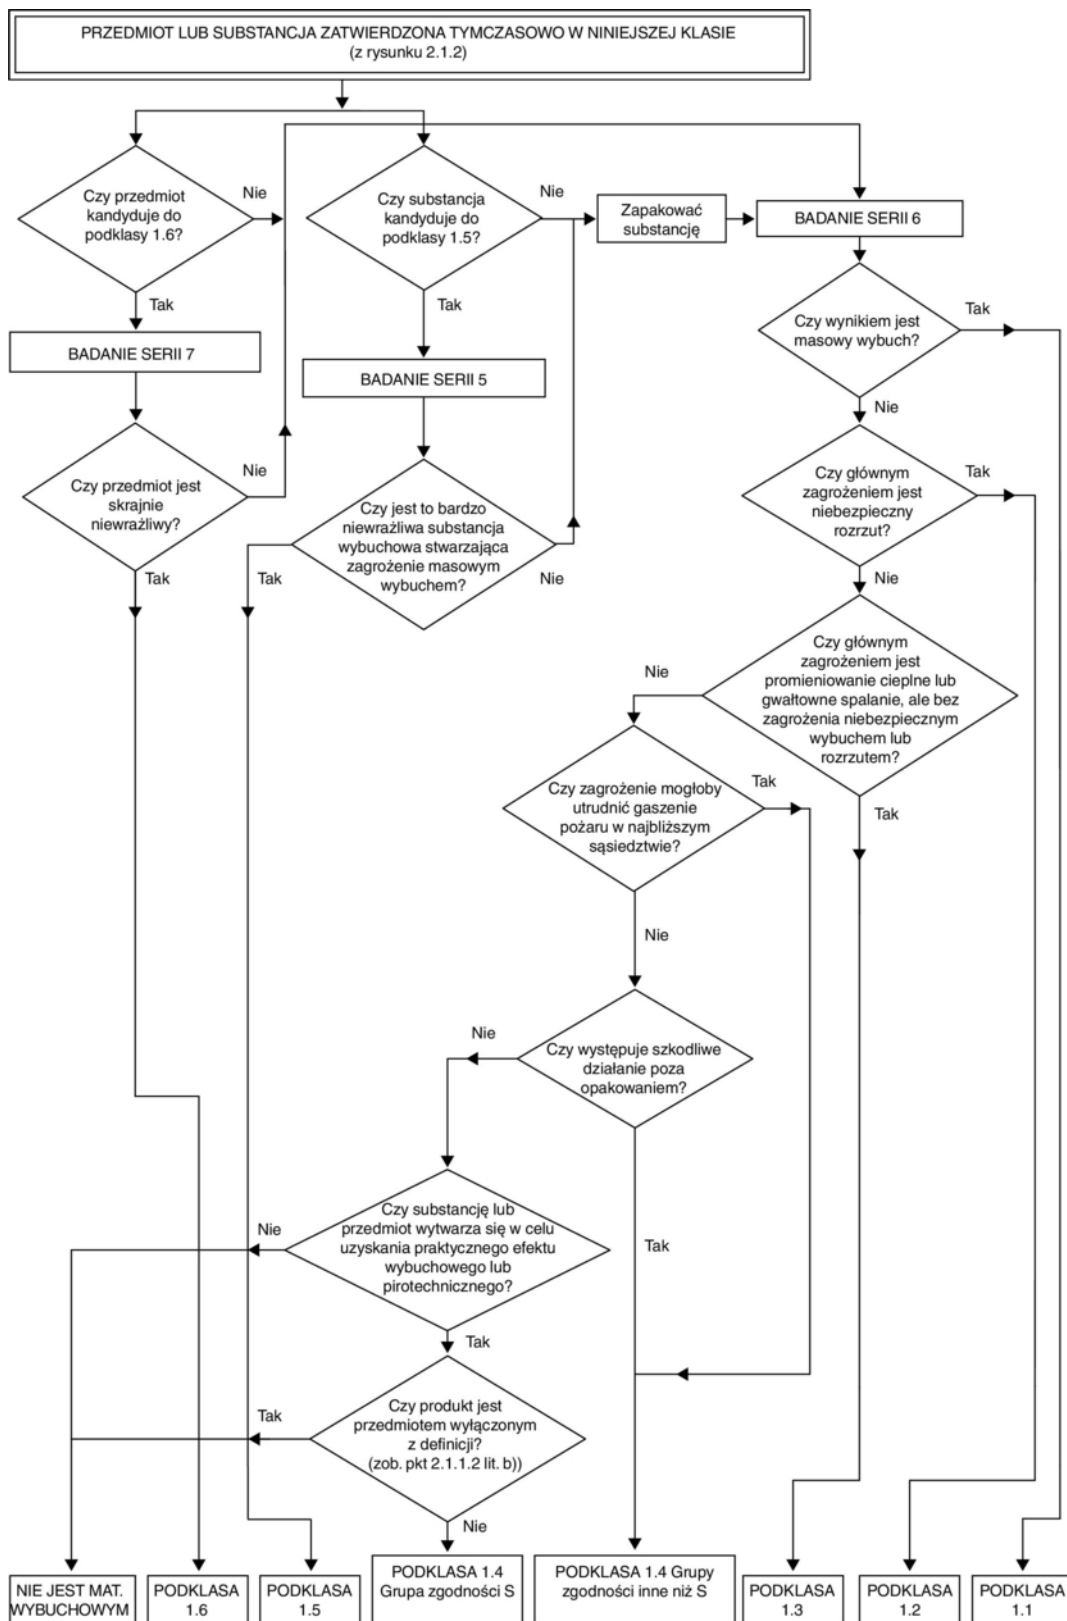 PRZEDMIOT LUB SUBSTANCJA ZATWIERDZONA TYMCZASOWO W NINIEJSZEJ KLASIE
(z rysunku 2.1.2)
Czy przedmiot
kandyduje do
podklasy 1.6?
Nie
Tak
Czy substancja
kandyduje do
podklasy 1.5?
Nie
Tak
Zapakować
substancję
BADANIE SERII 6
BADANIE SERII 7
BADANIE SERII 5
Czy wynikiem jest
masowy wybuch?
Tak
Nie
Czy przedmiot jest
skrajnie
niewrażliwy?
Nie
Tak
Czy jest to bardzo
niewrażliwa substancja
wybuchowa stwarzająca
zagrożenie masowym
wybuchem?
Tak
Nie
Czy głównym
zagrożeniem jest
niebezpieczny
rozrzut?
Tak
Nie
Czy głównym
zagrożeniem jest
promieniowanie cieplne lub
gwałtowne spalanie, ale bez
zagrożenia niebezpiecznym
wybuchem lub
rozrzutem?
Nie
Tak
Czy zagrożenie mogłoby
utrudnić gaszenie
pożaru w najbliższym
sąsiedztwie?
Tak
Nie
Czy występuje szkodliwe
działanie poza
opakowaniem?
Nie
Tak
Czy substancję lub
przedmiot wytwarza się w celu
uzyskania praktycznego efektu
wybuchowego lub
pirotechnicznego?
Nie
Tak
Czy produkt jest
przedmiotem wyłączonym
z definicji?
(zob. pkt 2.1.1.2 lit. b))
Tak
Nie
NIE JEST MAT.
WYBUCHOWYM
PODKLASA
1.6
PODKLASA
1.5
PODKLASA 1.4
Grupa zgodności S
PODKLASA 1.4 Grupy
zgodności inne niż S
PODKLASA
1.3
PODKLASA
1.2
PODKLASA
1.1